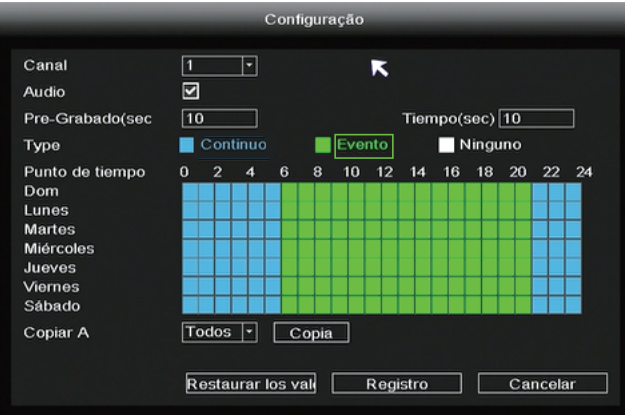 Configuração
Canal 1
Audio
Pre-Grabado(sec 10 Tiempo(sec) 10
Type Continuo Evento Ninguno
Punto de tiempo 0 2 4 6 8 10 12 14 16 18 20 22 24
Dom
Lunes
Martes
Miércoles
Jueves
Viernes
Sábado
Copiar A Todos Copia
Restaurar los val Registro Cancelar